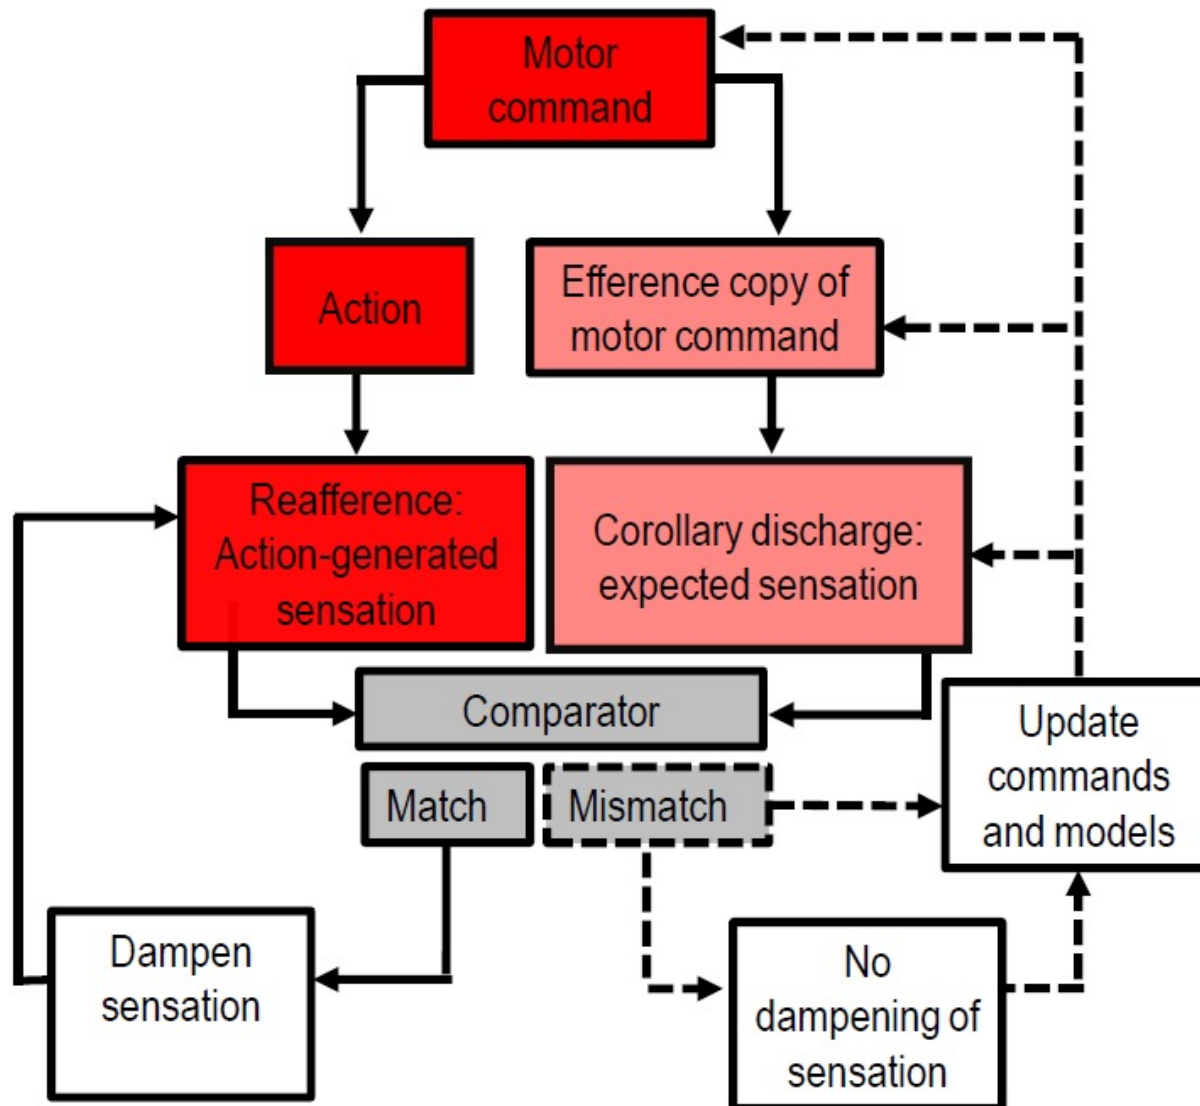 Motor
command
Action
Efference copy of
motor command
Reafference:
Action-generated
sensation
Corollary discharge:
expected sensation
Comparator
Match
Mismatch
Update
commands
and models
Dampen
sensation
No
dampening of
sensation